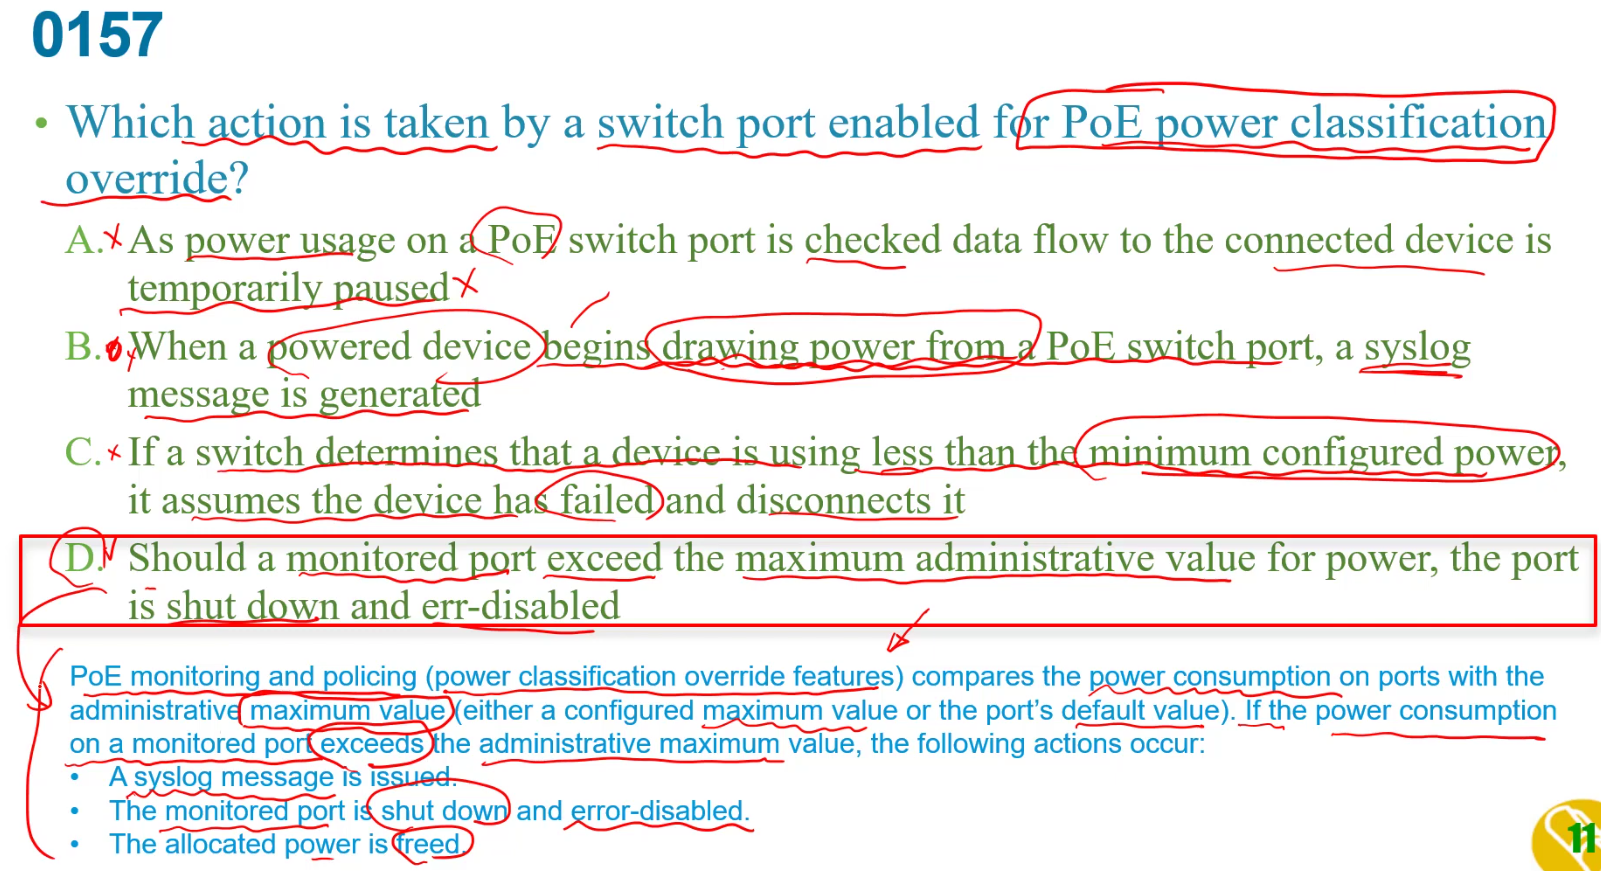 0157
• Which action is taken by a switch port enabled for PoE power classification
override?
A. As power usage on a PoE switch port is checked data flow to the connected device is
temporarily paused
B. When a powered device begins drawing power from a PoE switch port, a syslog
message is generated
C. If a switch determines that a device is using less than the minimum configured power,
it assumes the device has failed and disconnects it
D. Should a monitored port exceed the maximum administrative value for power, the port
is shut down and err-disabled
PoE monitoring and policing (power classification override features) compares the power consumption on ports with the
administrative maximum value (either a configured maximum value or the port's default value). If the power consumption
on a monitored port exceeds the administrative maximum value, the following actions occur:
• A syslog message is issued.
• The monitored port is shut down and error-disabled.
• The allocated power is freed.
11